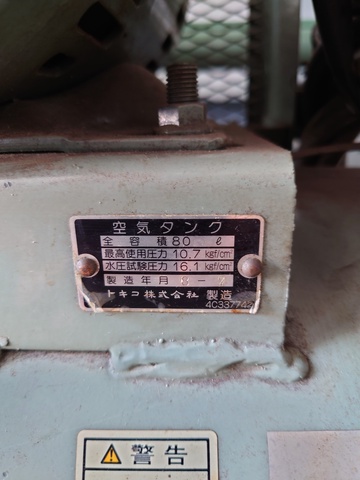 空気タンク
全容積 80 ℓ
最高使用圧力 10.7 kgf/cm²
水圧試験圧力 16.1 kgf/cm²
製造年月
トキコ株式会社 製造
4C33774
警告